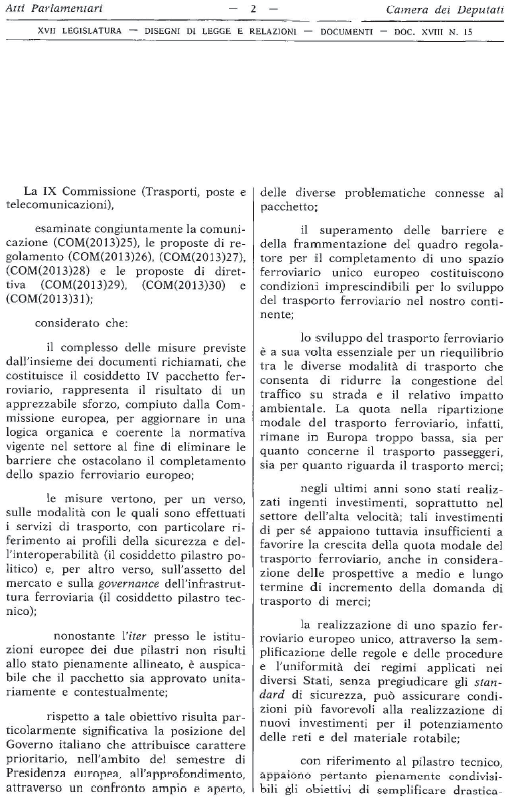 Atti Parlamentari — 2 — Camera dei Deputati
XVII LEGISLATURA — DISEGNI DI LEGGE E RELAZIONI — DOCUMENTI — DOC. XVIII N. 15
La IX Commissione (Trasporti, poste e
telecomunicazioni),
esaminate congiuntamente la comuni-
cazione (COM(2013)25), le proposte di re-
golamento (COM(2013)26), (COM(2013)27),
(COM(2013)28) e le proposte di diret-
tiva (COM(2013)29), (COM(2013)30) e
(COM(2013)31);
considerato che:
il complesso delle misure previste
dall'insieme dei documenti richiamati, che
costituisce il cosiddetto IV pacchetto fer-
roviario, rappresenta il risultato di un
apprezzabile sforzo, compiuto dalla Com-
missione europea, per aggiornare in una
logica organica e coerente la normativa
vigente nel settore al fine di eliminare le
barriere che ostacolano il completamento
dello spazio ferroviario europeo;
le misure vertono, per un verso,
sulle modalità con le quali sono effettuati
i servizi di trasporto, con particolare ri-
ferimento ai profili della sicurezza e del-
l'interoperabilità (il cosiddetto pilastro po-
litico) e, per altro verso, sull'assetto del
mercato e sulla governance dell'infrastrut-
tura ferroviaria (il cosiddetto pilastro tec-
nico);
nonostante l'iter presso le istitu-
zioni europee dei due pilastri non risulti
allo stato pienamente allineato, è auspica-
bile che il pacchetto sia approvato unita-
riamente e contestualmente;
rispetto a tale obiettivo risulta par-
ticolarmente significativa la posizione del
Governo italiano che attribuisce carattere
prioritario, nell'ambito del semestre di
Presidenza europea, all'approfondimento,
attraverso un confronto ampio e aperto,
delle diverse problematiche connesse al
pacchetto;
il superamento delle barriere e
della frammentazione del quadro regola-
tore per il completamento di uno spazio
ferroviario unico europeo costituiscono
condizioni imprescindibili per lo sviluppo
del trasporto ferroviario nel nostro conti-
nente;
lo sviluppo del trasporto ferroviario
è a sua volta essenziale per un riequilibrio
tra le diverse modalità di trasporto che
consenta di ridurre la congestione del
traffico su strada e il relativo impatto
ambientale. La quota nella ripartizione
modale del trasporto ferroviario, infatti,
rimane in Europa troppo bassa, sia per
quanto concerne il trasporto passeggeri,
sia per quanto riguarda il trasporto merci;
negli ultimi anni sono stati realiz-
zati ingenti investimenti, soprattutto nel
settore dell'alta velocità; tali investimenti
di per sé appaiono tuttavia insufficienti a
favorire la crescita della quota modale del
trasporto ferroviario, anche in considera-
zione delle prospettive a medio e lungo
termine di incremento della domanda di
trasporto di merci;
la realizzazione di uno spazio fer-
roviario europeo unico, attraverso la sem-
plificazione delle regole e delle procedure
e l'uniformità dei regimi applicati nei
diversi Stati, senza pregiudicare gli stan-
dard di sicurezza, può assicurare condi-
zioni più favorevoli alla realizzazione di
nuovi investimenti per il potenziamento
delle reti e del materiale rotabile;
con riferimento al pilastro tecnico,
appaiono pertanto pienamente condivisi-
bili gli obiettivi di semplificare drastica-